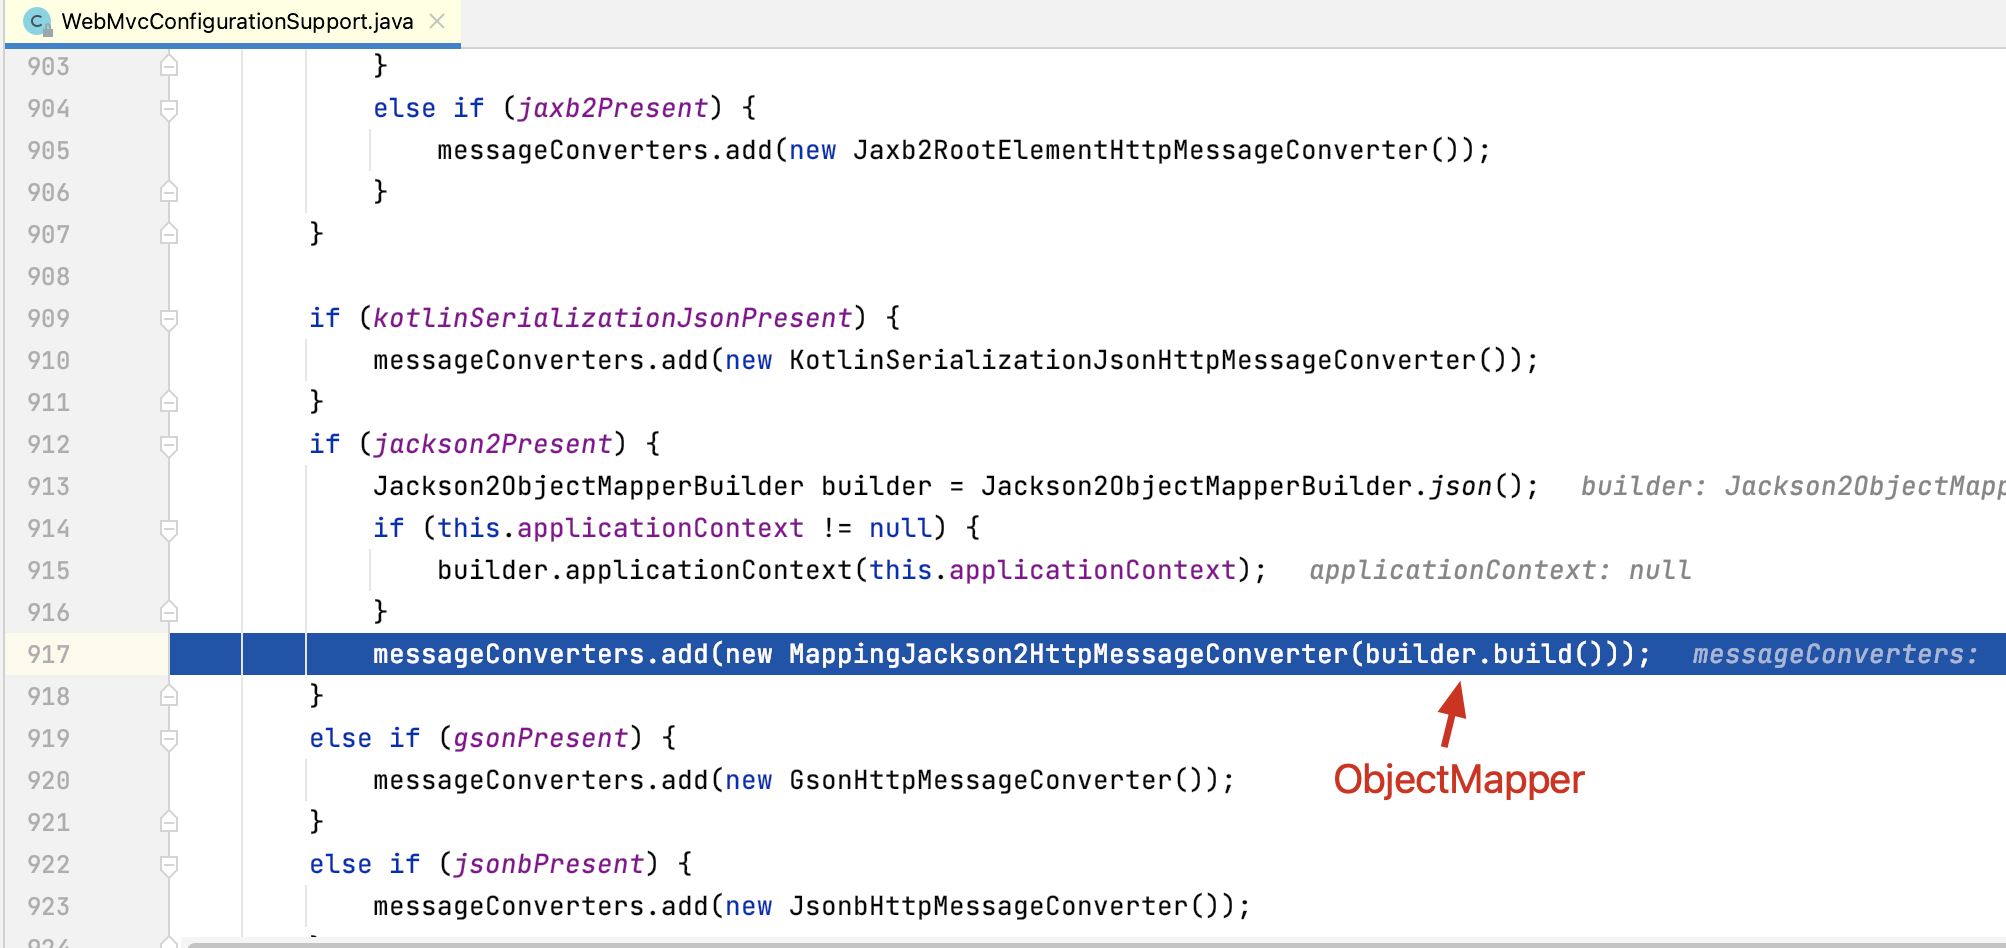 C WebMvcConfigurationSupport.java
903 }
904 else if (jaxb2Present) {
905 messageConverters.add(new Jaxb2RootElementHttpMessageConverter());
906 }
907 }
908
909 if (kotlinSerializationJsonPresent) {
910 messageConverters.add(new KotlinSerializationJsonHttpMessageConverter());
911 }
912 if (jackson2Present) {
913 Jackson2ObjectMapperBuilder builder = Jackson2ObjectMapperBuilder.json(); builder: Jackson2ObjectMapp
914 if (this.applicationContext != null) {
915 builder.applicationContext(this.applicationContext); applicationContext: null
916 }
917 messageConverters.add(new MappingJackson2HttpMessageConverter(builder.build())); messageConverters:
918 }
919 else if (gsonPresent) {
ObjectMapper
920 messageConverters.add(new GsonHttpMessageConverter());
921 }
922 else if (jsonbPresent) {
923 messageConverters.add(new JsonbHttpMessageConverter());
924